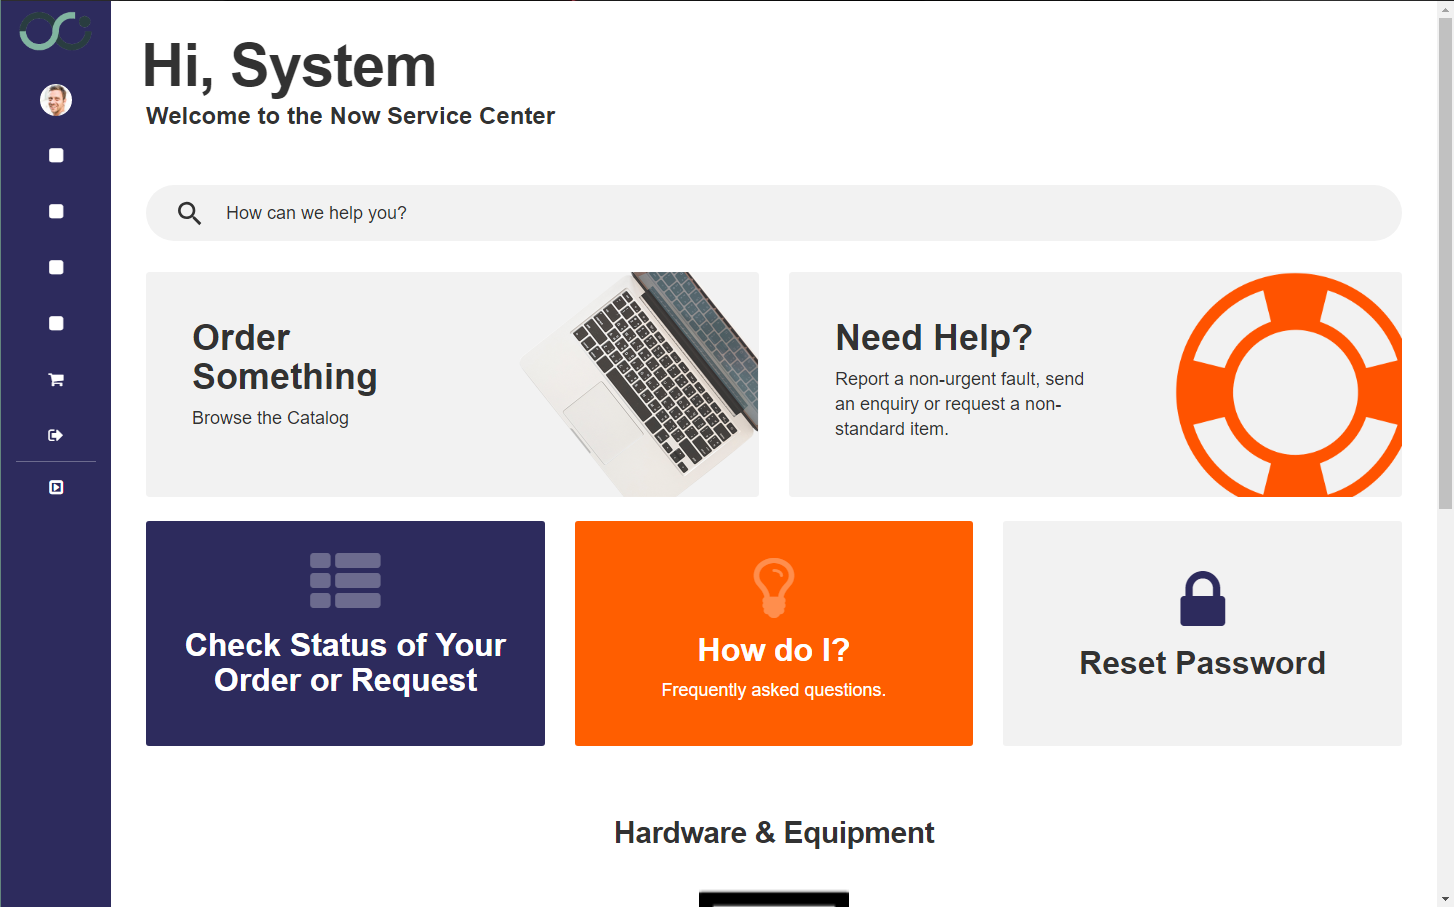 Hi, System
Welcome to the Now Service Center
How can we help you?
Order
Something
Browse the Catalog
Need Help?
Report a non-urgent fault, send
an enquiry or request a non-
standard item.
Check Status of Your
Order or Request
How do I?
Frequently asked questions.
Reset Password
Hardware & Equipment